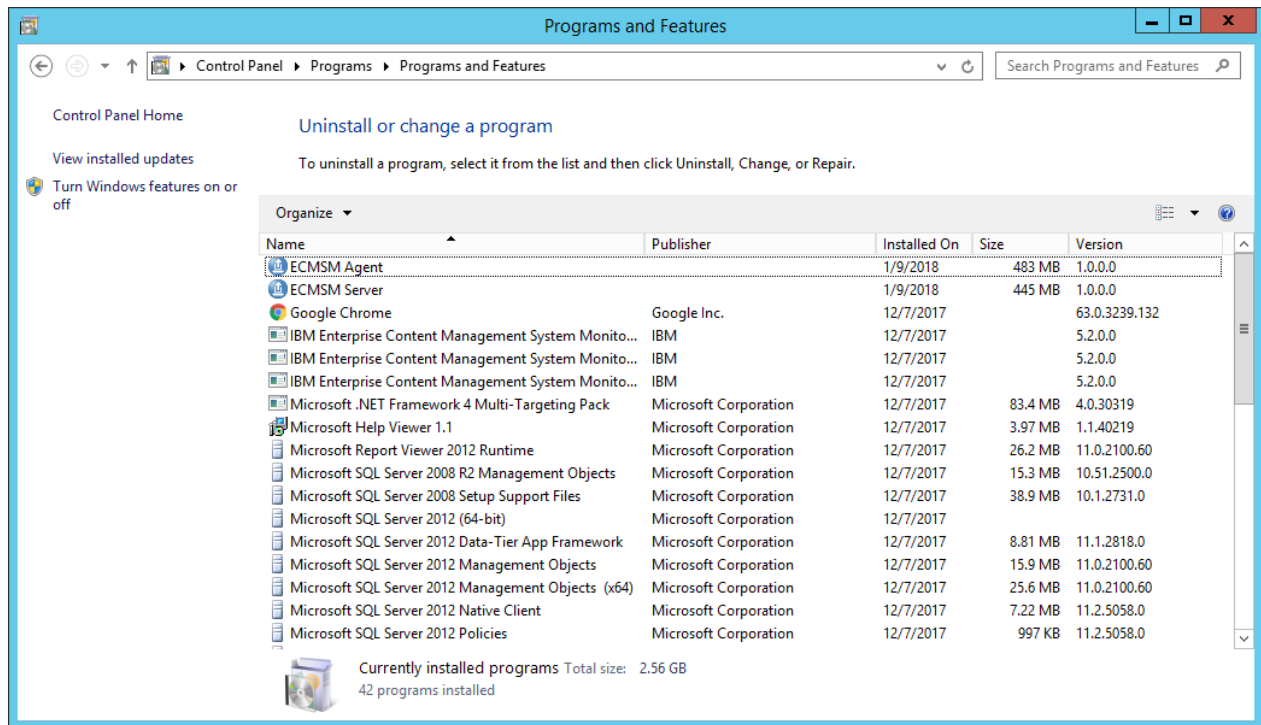 Programs and Features
x
Control Panel Programs Programs and Features
Search Programs and Features
Control Panel Home
View installed updates
Turn Windows features on or
off
Uninstall or change a program
To uninstall a program, select it from the list and then click Uninstall, Change, or Repair.
Organize
Name Publisher Installed On Size Version
ECMSM Agent 1/9/2018 483 MB 1.0.0.0
ECMSM Server 1/9/2018 445 MB 1.0.0.0
Google Chrome Google Inc. 12/7/2017 63.0.3239.132
IBM Enterprise Content Management System Monito... IBM 12/7/2017 5.2.0.0
IBM Enterprise Content Management System Monito... IBM 12/7/2017 5.2.0.0
IBM Enterprise Content Management System Monito... IBM 12/7/2017 5.2.0.0
Microsoft .NET Framework 4 Multi-Targeting Pack Microsoft Corporation 12/7/2017 83.4 MB 4.0.30319
Microsoft Help Viewer 1.1 Microsoft Corporation 12/7/2017 3.97 MB 1.1.40219
Microsoft Report Viewer 2012 Runtime Microsoft Corporation 12/7/2017 26.2 MB 11.0.2100.60
Microsoft SQL Server 2008 R2 Management Objects Microsoft Corporation 12/7/2017 15.3 MB 10.51.2500.0
Microsoft SQL Server 2008 Setup Support Files Microsoft Corporation 12/7/2017 38.9 MB 10.1.2731.0
Microsoft SQL Server 2012 (64-bit) Microsoft Corporation 12/7/2017
Microsoft SQL Server 2012 Data-Tier App Framework Microsoft Corporation 12/7/2017 8.81 MB 11.1.2818.0
Microsoft SQL Server 2012 Management Objects Microsoft Corporation 12/7/2017 15.9 MB 11.0.2100.60
Microsoft SQL Server 2012 Management Objects (x64) Microsoft Corporation 12/7/2017 25.6 MB 11.0.2100.60
Microsoft SQL Server 2012 Native Client Microsoft Corporation 12/7/2017 7.22 MB 11.2.5058.0
Microsoft SQL Server 2012 Policies Microsoft Corporation 12/7/2017 997 KB 11.2.5058.0
Currently installed programs Total size: 2.56 GB
42 programs installed